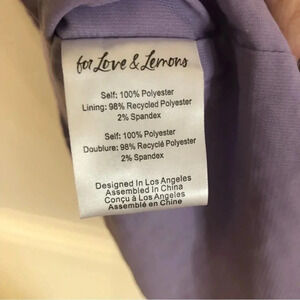 for Love & Lemons
Self: 100% Polyester
Lining: 98% Recycled Polyester
2% Spandex
Self: 100% Polyester
Doublure: 98% Recyclé Polyester
2% Spandex
Designed In Los Angeles
Assembled in China
Conçu à Los Angeles
Assemblé en Chine